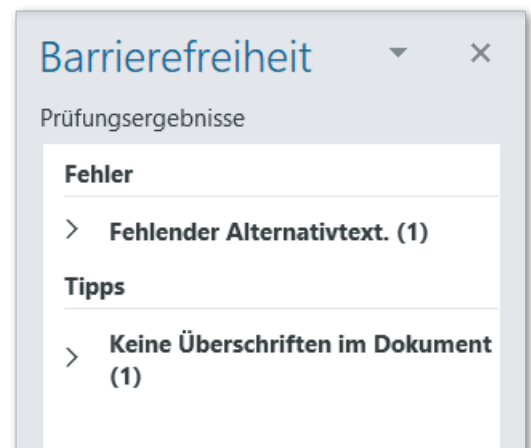 Barrierefreiheit
Prüfungsergebnisse
Fehler
Fehlender Alternativtext. (1)
Tipps
Keine Überschriften im Dokument
(1)